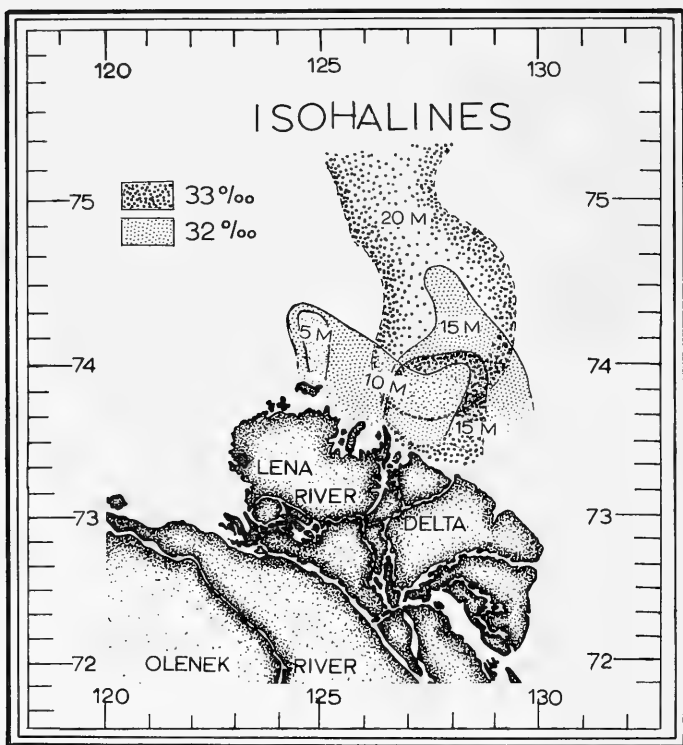 120 125 130
ISOHALINES
33 ‰
32 ‰
75 75
20 M
15 M
5 M
74 74
10 M
15 M
LENA
RIVER
DELTA
73 73
72 72
OLENEK RIVER
120 125 130